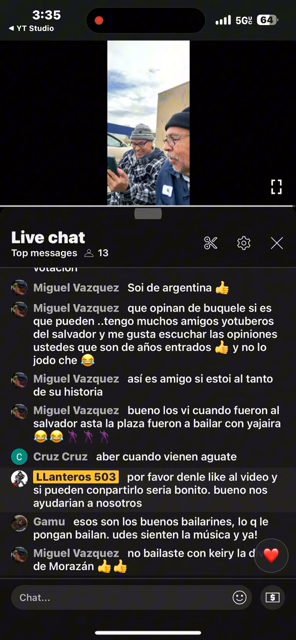 3:35
5GE 64
◀ YT Studio
Live chat
Top messages 13
votación
Miguel Vazquez Soi de argentina 👍
Miguel Vazquez que opinan de buquele si es
que pueden ..tengo muchos amigos yotuberos
del salvador y me gusta escuchar las opiniones
ustedes que son de años entrados 👍 y no lo
jodo che 😂
Miguel Vazquez así es amigo si estoi al tanto
de su historia
Miguel Vazquez bueno los vi cuando fueron al
salvador asta la plaza fueron a bailar con yajaira
😂😂🕺🕺🕺
C Cruz Cruz aber cuando vienen aguate
LLanteros 503 por favor denle like al video y
si pueden conpartirlo seria bonito. bueno nos
ayudarian a nosotros
Gamu esos son los buenos bailarines, lo q le
pongan bailan. udes sienten la música y ya!
Miguel Vazquez no bailaste con keiry la d
de Morazán 👍👍
Chat...